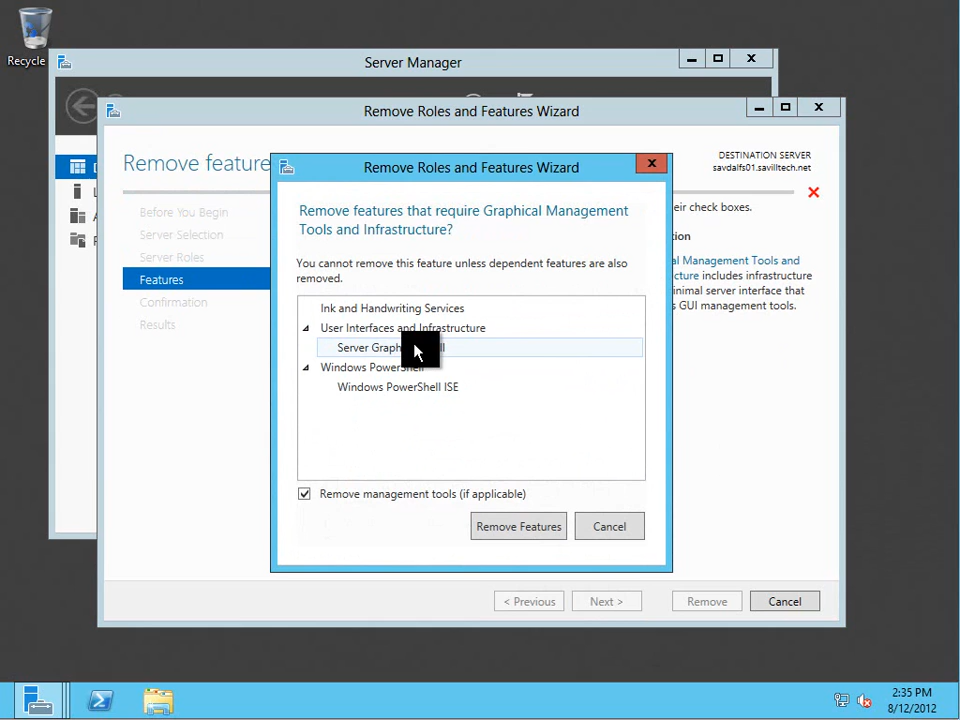 Recycle
Server Manager
Remove Roles and Features Wizard
Remove feature
DESTINATION SERVER
savdalfs01.savilltech.net
Before You Begin
Server Selection
Server Roles
Features
Confirmation
Results
Remove Roles and Features Wizard
Remove features that require Graphical Management
Tools and Infrastructure?
You cannot remove this feature unless dependent features are also
removed.
Ink and Handwriting Services
User Interfaces and Infrastructure
Server Graph
Windows PowerShell
Windows PowerShell ISE
Remove management tools (if applicable)
Remove Features
Cancel
eir check boxes.
tion
al Management Tools and
cture includes infrastructure
nimal server interface that
s GUI management tools.
< Previous
Next >
Remove
Cancel
2:35 PM
8/12/2012